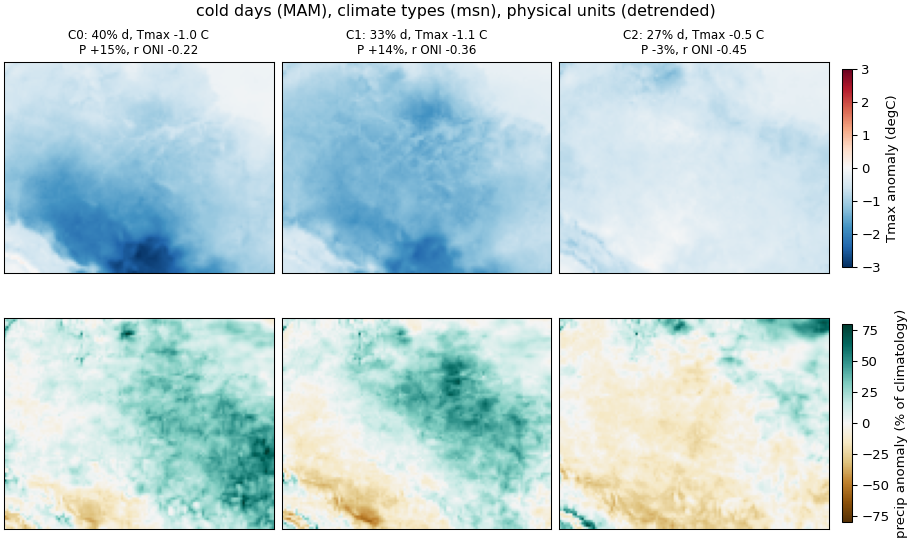 cold days (MAM), climate types (msn), physical units (detrended)
C0: 40% d, Tmax -1.0 C
P +15%, r ONI -0.22
C1: 33% d, Tmax -1.1 C
P +14%, r ONI -0.36
C2: 27% d, Tmax -0.5 C
P -3%, r ONI -0.45
3
2
1
0
−1
−2
−3
Tmax anomaly (degC)
75
50
25
0
−25
−50
−75
precip anomaly (% of climatology)